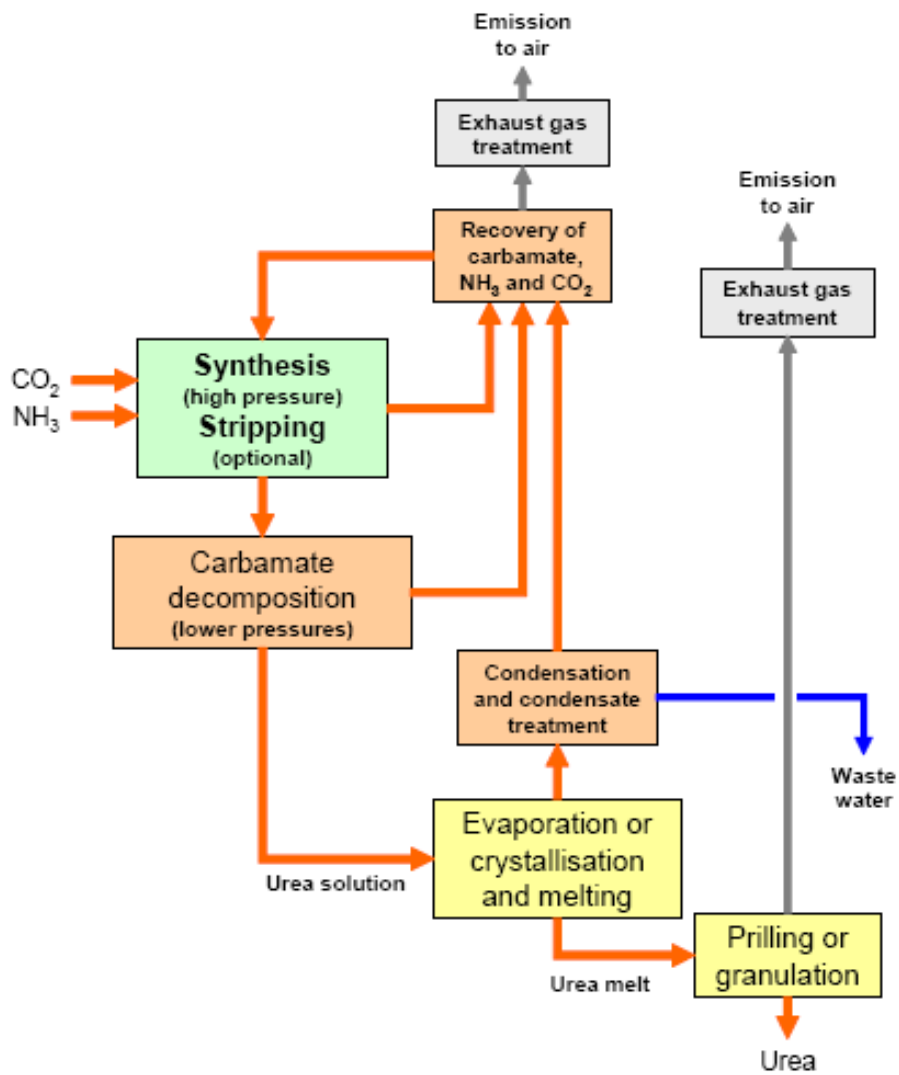 Emission
to air
Exhaust gas
treatment
Emission
to air
Recovery of
carbamate,
NH₃ and CO₂
Exhaust gas
treatment
CO₂
NH₃
Synthesis
(high pressure)
Stripping
(optional)
Carbamate
decomposition
(lower pressures)
Condensation
and condensate
treatment
Waste
water
Evaporation or
crystallisation
and melting
Urea solution
Prilling or
granulation
Urea melt
Urea